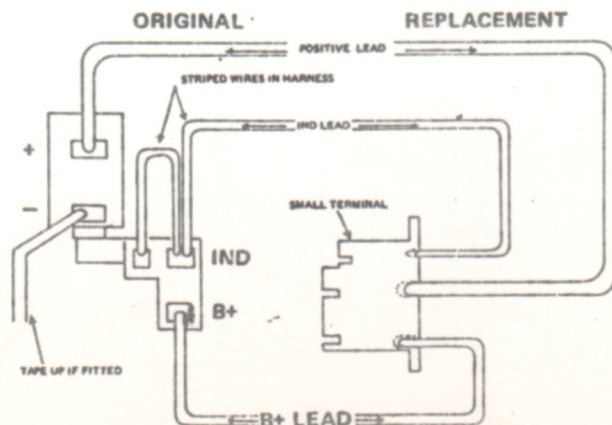 ORIGINAL REPLACEMENT
POSITIVE LEAD
STRIPED WIRES IN HARNESS
IND LEAD
+
SMALL TERMINAL
−
IND
B+
TAPE UP IF FITTED
B+ LEAD